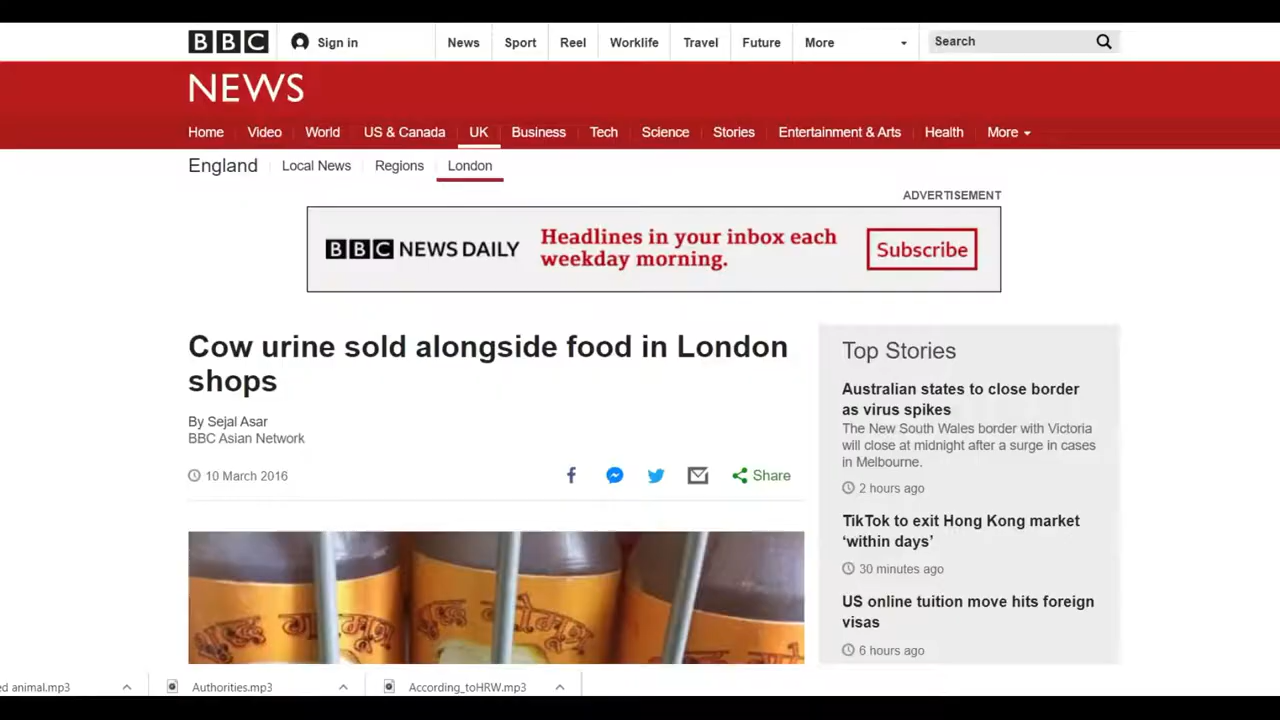 BBC Sign in News Sport Reel Worklife Travel Future More Search
NEWS
Home Video World US & Canada UK Business Tech Science Stories Entertainment & Arts Health More
England Local News Regions London
ADVERTISEMENT
BBC NEWS DAILY
Headlines in your inbox each
weekday morning.
Subscribe
Cow urine sold alongside food in London
shops
By Sejal Asar
BBC Asian Network
10 March 2016
Share
Top Stories
Australian states to close border
as virus spikes
The New South Wales border with Victoria
will close at midnight after a surge in cases
in Melbourne.
2 hours ago
TikTok to exit Hong Kong market
‘within days’
30 minutes ago
US online tuition move hits foreign
visas
6 hours ago
ed animal.mp3 Authorities.mp3 According_toHRW.mp3